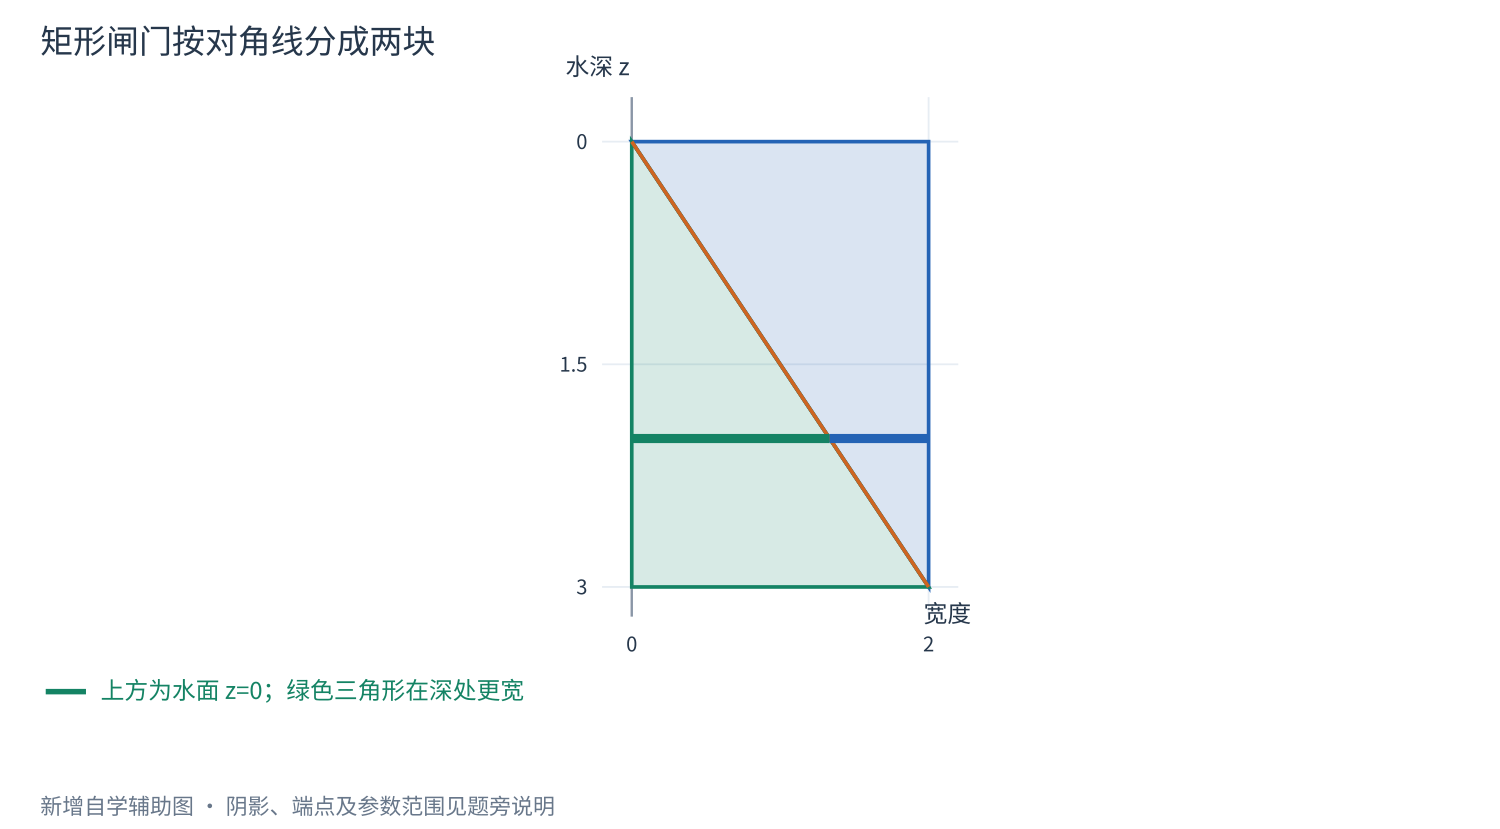 矩形闸门按对角线分成两块
水深 z
0
1.5
3
宽度
0
2
上方为水面 z=0；绿色三角形在深处更宽
新增自学辅助图 · 阴影、端点及参数范围见题旁说明